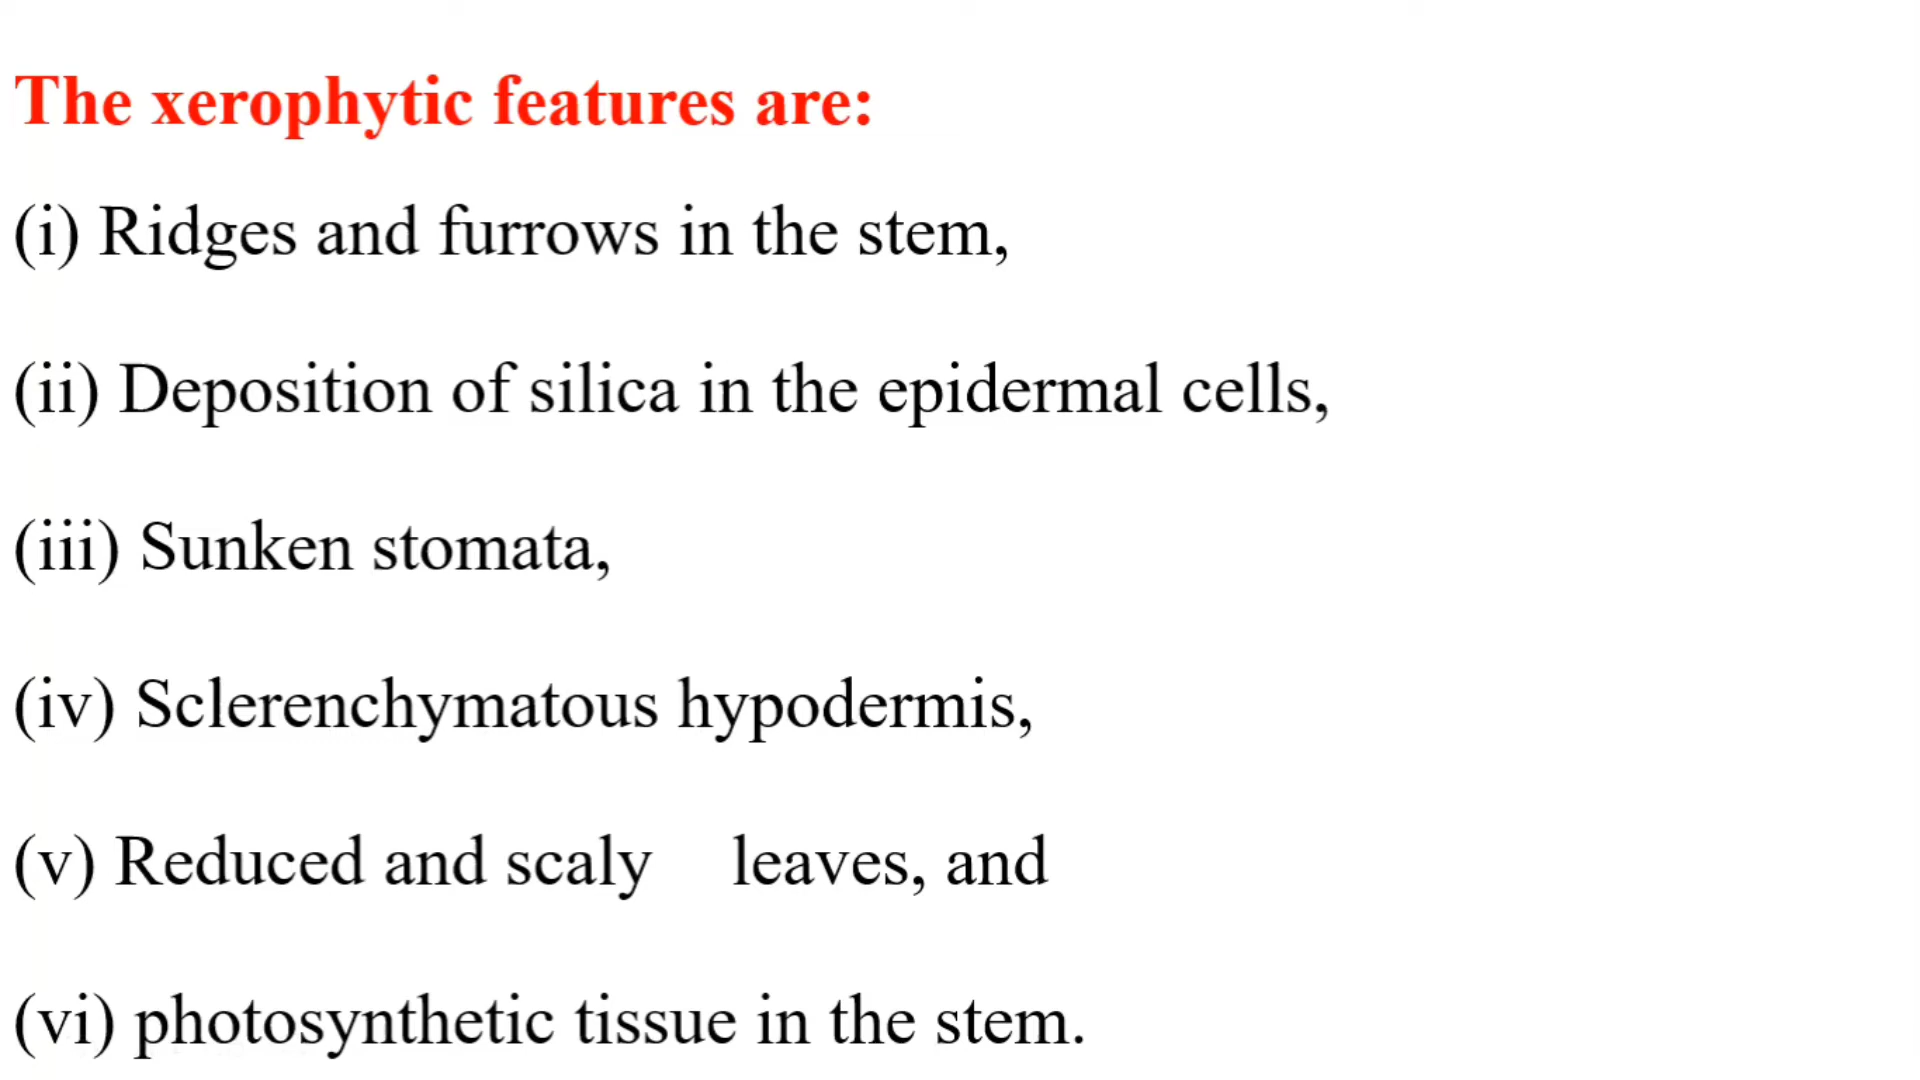 The xerophytic features are:
(i) Ridges and furrows in the stem,
(ii) Deposition of silica in the epidermal cells,
(iii) Sunken stomata,
(iv) Sclerenchymatous hypodermis,
(v) Reduced and scaly leaves, and
(vi) photosynthetic tissue in the stem.